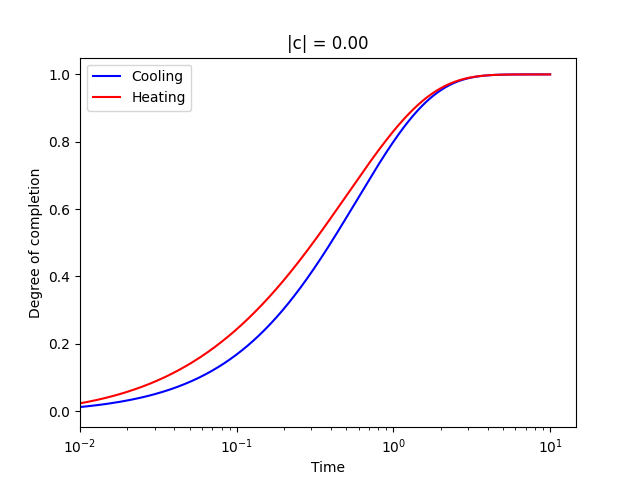 |c| = 0.00
Cooling
Heating
Degree of completion
1.0
0.8
0.6
0.4
0.2
0.0
10⁻² 10⁻¹ 10⁰ 10¹
Time